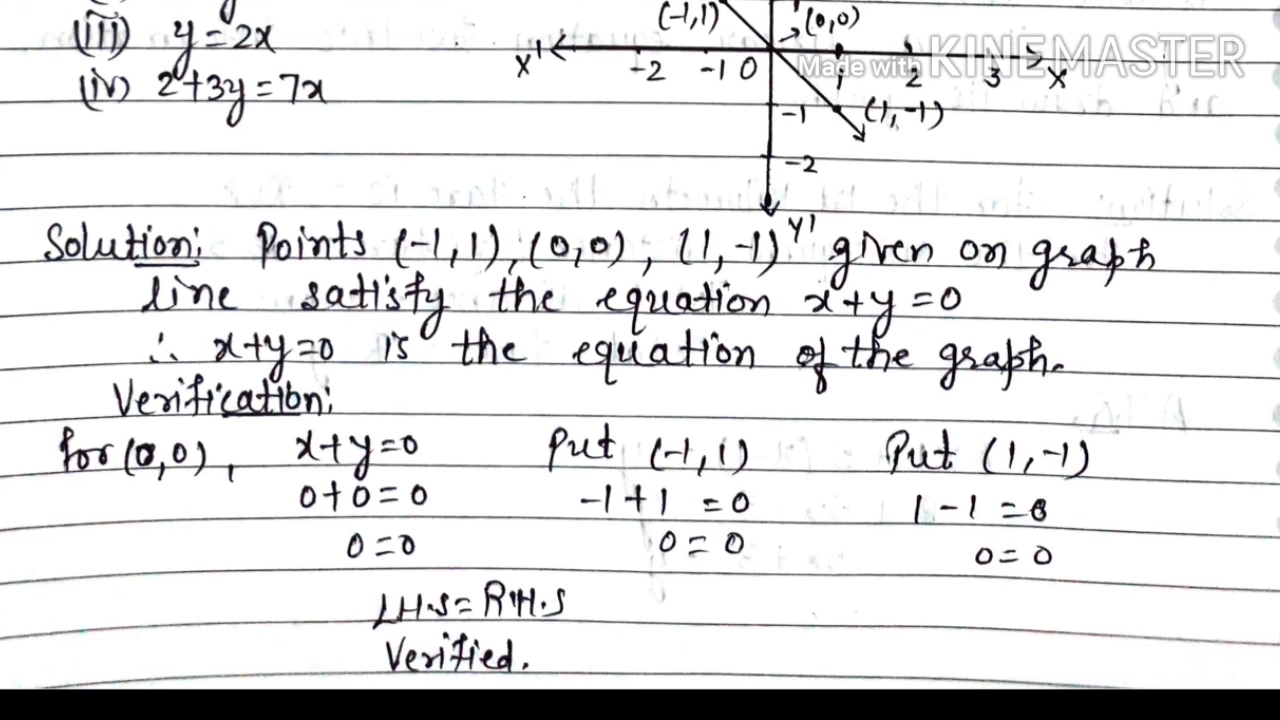 (iii) y = 2x
(iv) 2+3y = 7x
(-1,1)
(0,0)
X'
-2 -1 0 1 2 3 X
Made with KINEMASTER
-1
(1,-1)
-2
Y'
Solution: Points (-1,1), (0,0), (1,-1) given on graph
line satisfy the equation x+y=0
∴ x+y=0 is the equation of the graph.
Verification:
for (0,0), x+y=0 Put (-1,1) Put (1,-1)
0+0=0 -1+1 =0 1-1=0
0=0 0=0 0=0
LH.S=R.H.S
Verified.